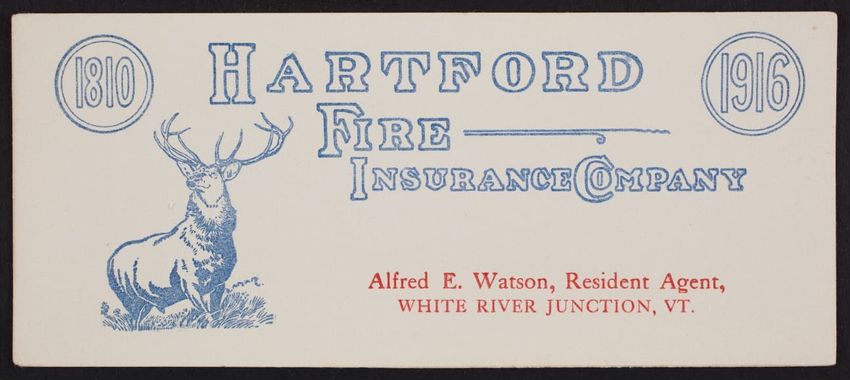 1810
1916
HARTFORD
FIRE
INSURANCE COMPANY
Alfred E. Watson, Resident Agent,
WHITE RIVER JUNCTION, VT.